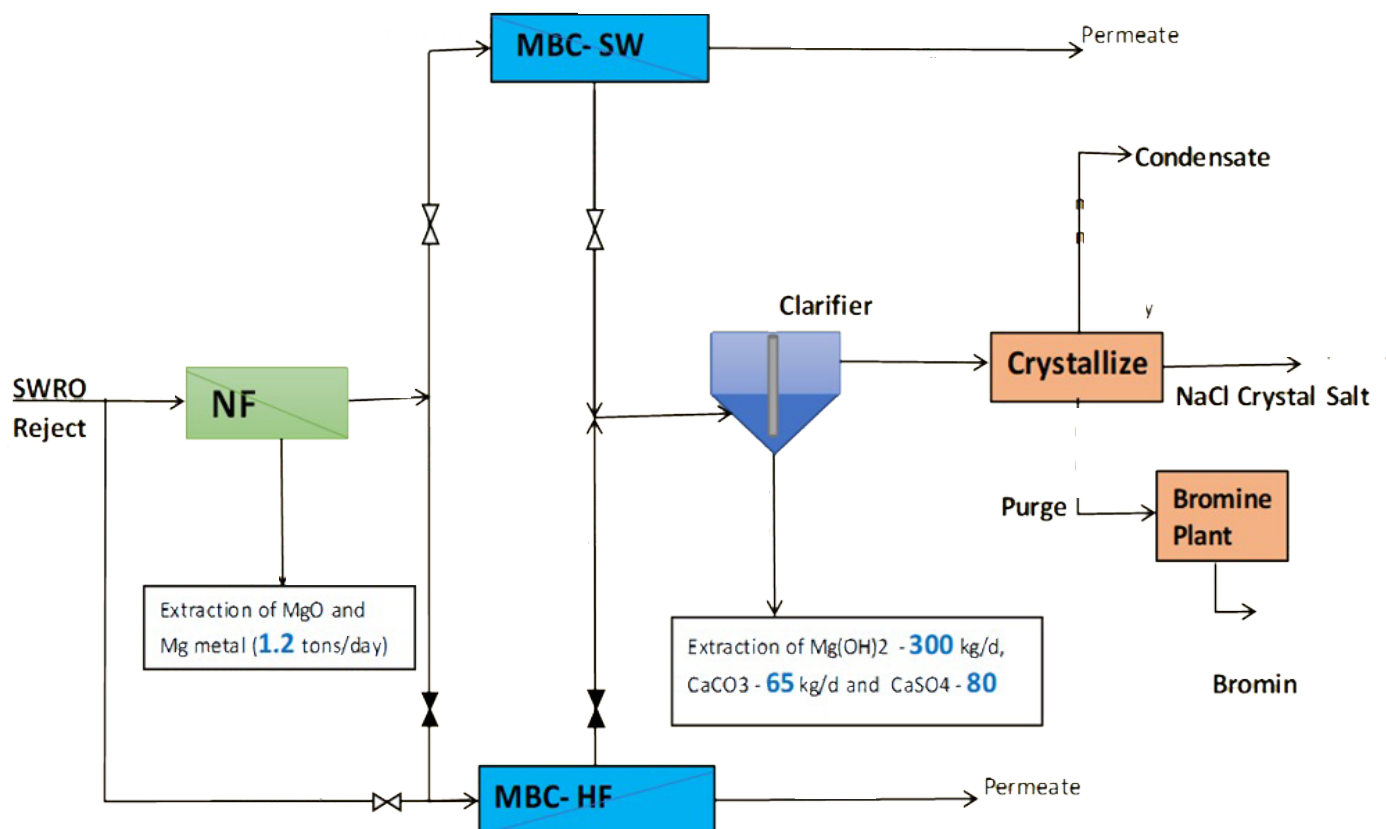 MBC- SW
Permeate
Condensate
Clarifier
y
Crystallize
NaCl Crystal Salt
SWRO
Reject
NF
Purge
Bromine
Plant
Extraction of MgO and
Mg metal (1.2 tons/day)
Extraction of Mg(OH)2 - 300 kg/d,
CaCO3 - 65 kg/d and CaSO4 - 80
Bromin
MBC- HF
Permeate